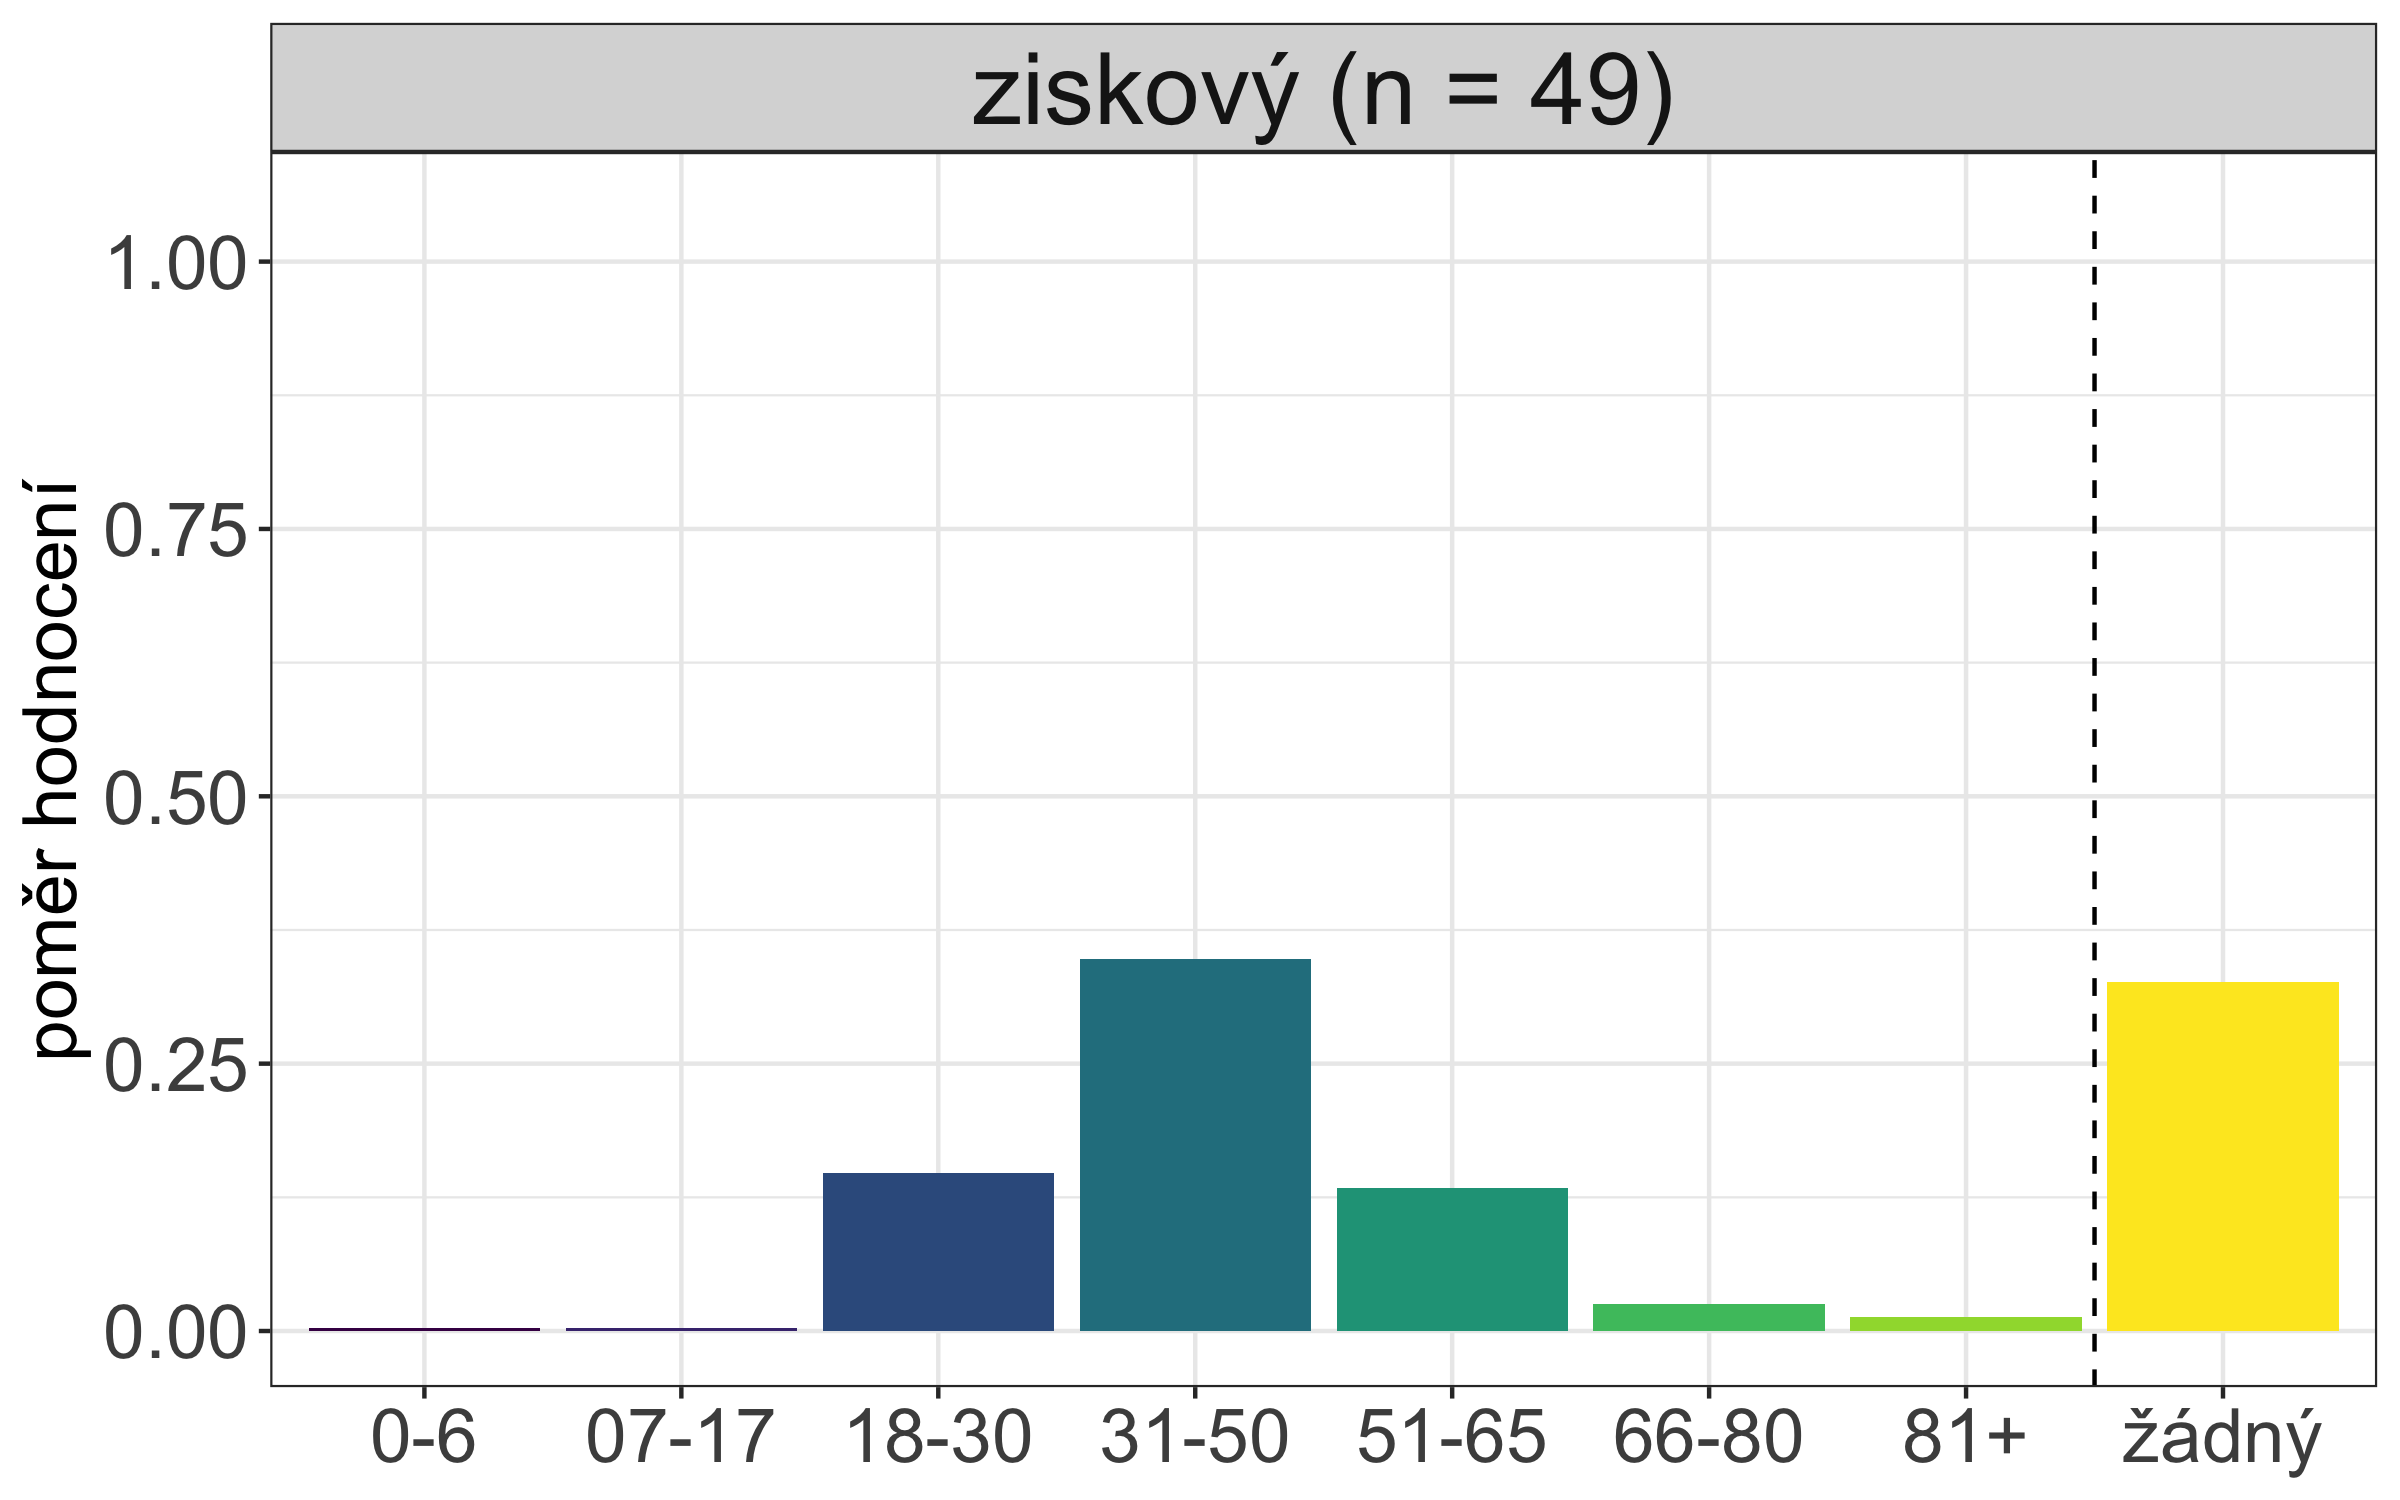 ziskový (n = 49)
poměr hodnocení
1.00
0.75
0.50
0.25
0.00
0-6 07-17 18-30 31-50 51-65 66-80 81+ žádný